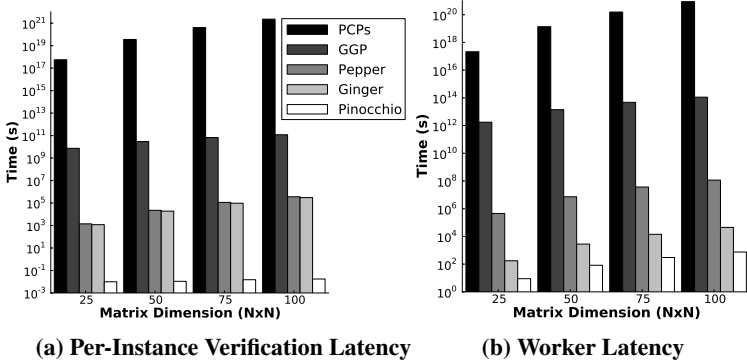 10^21
10^19
10^17
10^15
10^13
10^11
10^9
10^7
10^5
10^3
10^1
10^-1
10^-3
Time (s)
25 50 75 100
Matrix Dimension (NxN)
PCPs
GGP
Pepper
Ginger
Pinocchio
(a) Per-Instance Verification Latency
10^20
10^18
10^16
10^14
10^12
10^10
10^8
10^6
10^4
10^2
10^0
Time (s)
25 50 75 100
Matrix Dimension (NxN)
(b) Worker Latency